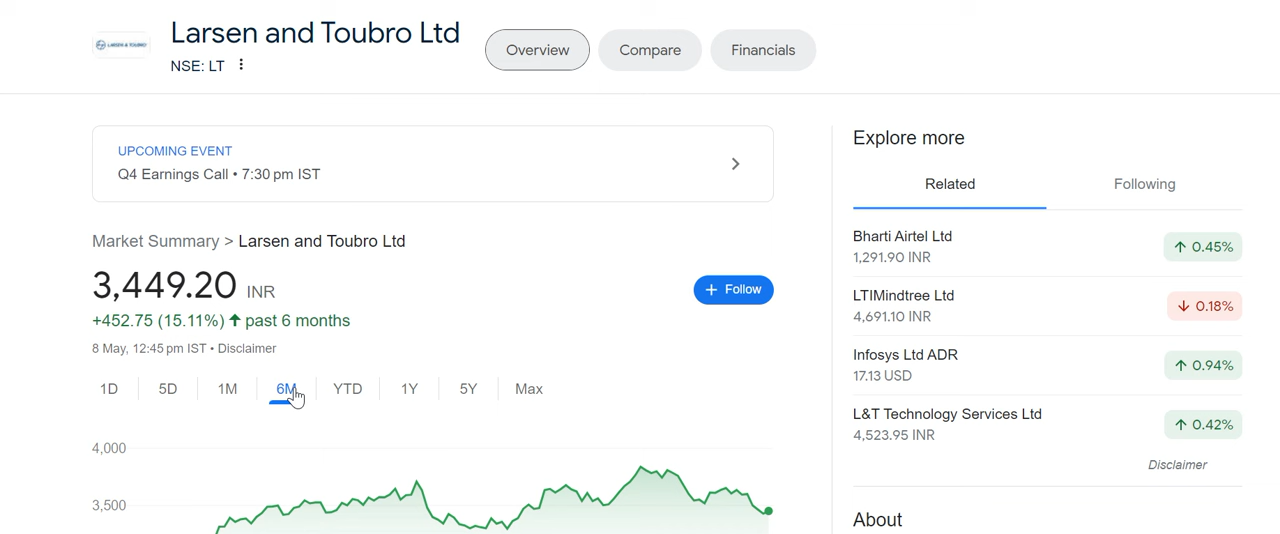 LARSEN & TOUBRO
Larsen and Toubro Ltd
NSE: LT
Overview
Compare
Financials
UPCOMING EVENT
Q4 Earnings Call • 7:30 pm IST
Market Summary > Larsen and Toubro Ltd
3,449.20 INR
+452.75 (15.11%) ↑ past 6 months
8 May, 12:45 pm IST • Disclaimer
+ Follow
1D 5D 1M 6M YTD 1Y 5Y Max
4,000
3,500
Explore more
Related
Following
Bharti Airtel Ltd
1,291.90 INR
↑ 0.45%
LTIMindtree Ltd
4,691.10 INR
↓ 0.18%
Infosys Ltd ADR
17.13 USD
↑ 0.94%
L&T Technology Services Ltd
4,523.95 INR
↑ 0.42%
Disclaimer
About